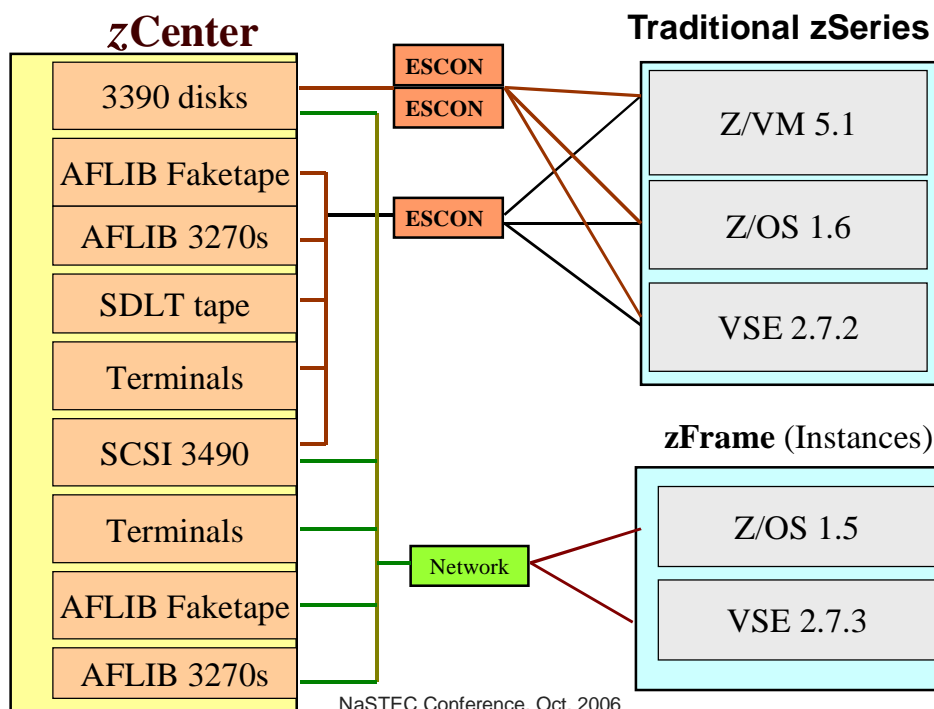 zCenter
Traditional zSeries
3390 disks
AFLIB Faketape
AFLIB 3270s
SDLT tape
Terminals
SCSI 3490
Terminals
AFLIB Faketape
AFLIB 3270s
ESCON
ESCON
ESCON
Network
Z/VM 5.1
Z/OS 1.6
VSE 2.7.2
zFrame (Instances)
Z/OS 1.5
VSE 2.7.3
NaSTEC Conference, Oct. 2006